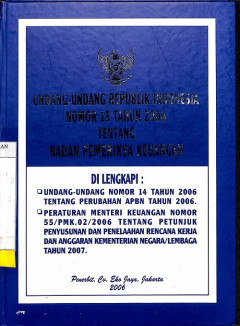 UNDANG-UNDANG REPUBLIK INDONESIA
NOMOR 15 TAHUN 2006
TENTANG
BADAN PEMERIKSA KEUANGAN
DI LENGKAPI :
UNDANG-UNDANG NOMOR 14 TAHUN 2006
TENTANG PERUBAHAN APBN TAHUN 2006.
PERATURAN MENTERI KEUANGAN NOMOR
55/PMK.02/2006 TENTANG PETUNJUK
PENYUSUNAN DAN PENELAAHAN RENCANA KERJA
DAN ANGGARAN KEMENTERIAN NEGARA/LEMBAGA
TAHUN 2007.
Penerbit, Cv. Eko Jaya, Jakarta
2006